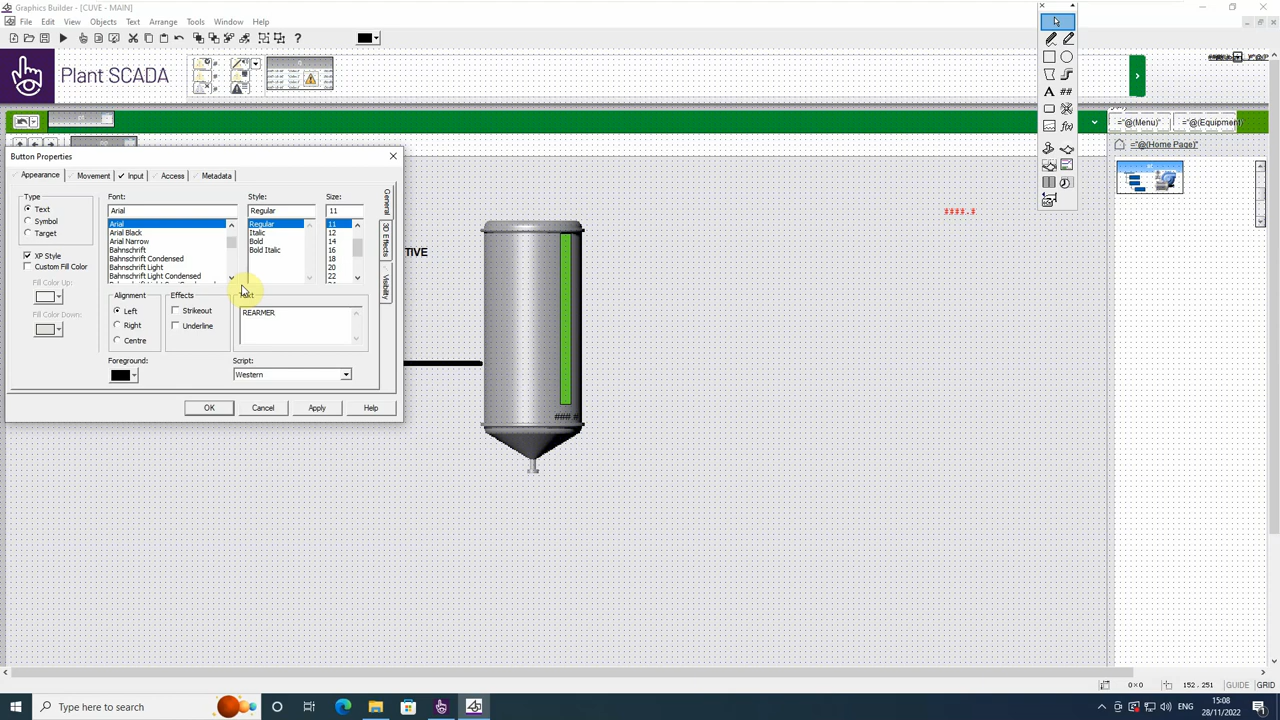 Graphics Builder - [CUVE - MAIN]
File Edit View Objects Text Arrange Tools Window Help
Plant SCADA
="@(Menu)"
="@(Equipment)
="@(Home Page)"
Button Properties
Appearance Movement Input Access Metadata
Type
Text
Symbol
Target
XP Style
Custom Fill Color
Fill Color Up:
Fill Color Down:
Font:
Arial
Arial
Arial Black
Arial Narrow
Bahnschrift
Bahnschrift Condensed
Bahnschrift Light
Bahnschrift Light Condensed
Style:
Regular
Regular
Italic
Bold
Bold Italic
Size:
11
11
12
14
16
18
20
22
General
3D Effects
Visibility
Alignment
Left
Right
Centre
Effects
Strikeout
Underline
REARMER
Foreground:
Script:
Western
OK Cancel Apply Help
TIVE
####.#
###.#
0×0
152, 251
GUIDE
GRID
Type here to search
ENG
15:08
28/11/2022